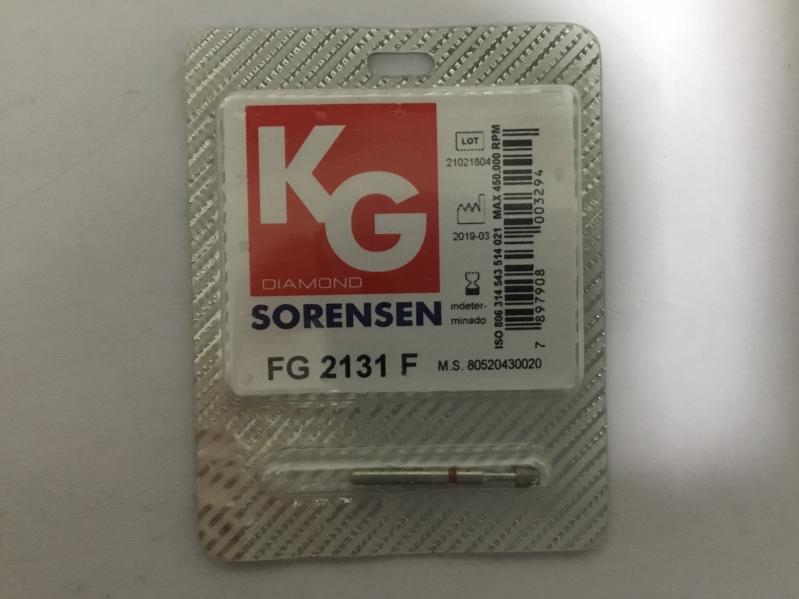 KG
DIAMOND
SORENSEN
FG 2131 F
LOT
21021804
2019-03
indeter-
minado
M.S. 80520430020
ISO 806 314 543 514 021 MAX 450.000 RPM
7 897908 003294